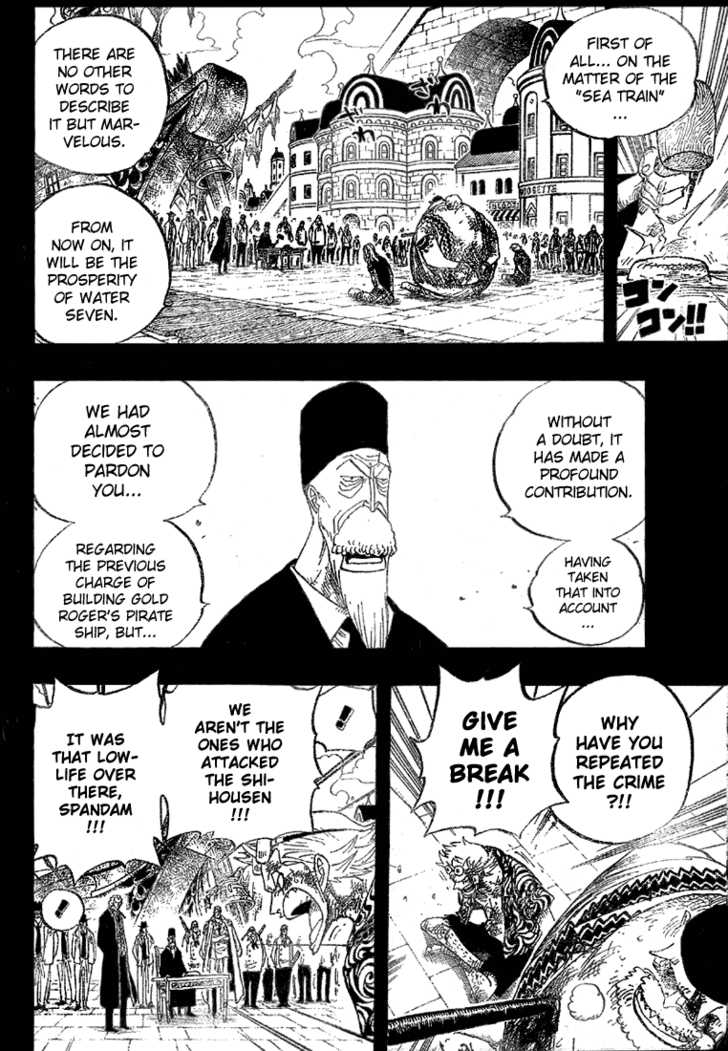 FIRST OF
ALL... ON THE
MATTER OF THE
"SEA TRAIN"
...
コン
コン!!
THERE ARE
NO OTHER
WORDS TO
DESCRIBE
IT BUT MAR-
VELOUS.
FROM
NOW ON, IT
WILL BE THE
PROSPERITY
OF WATER
SEVEN.
WITHOUT
A DOUBT, IT
HAS MADE A
PROFOUND
CONTRIBUTION.
HAVING
TAKEN
THAT INTO
ACCOUNT
...
WE HAD
ALMOST
DECIDED TO
PARDON
YOU...
REGARDING
THE PREVIOUS
CHARGE OF
BUILDING GOLD
ROGER'S PIRATE
SHIP, BUT...
WHY
HAVE YOU
REPEATED
THE CRIME
?!!
GIVE
ME A
BREAK
!!!
!!
WE
AREN'T THE
ONES WHO
ATTACKED
THE SHI-
HOUSEN
!!!
IT WAS
THAT LOW-
LIFE OVER
THERE,
SPANDAM
!!!
!